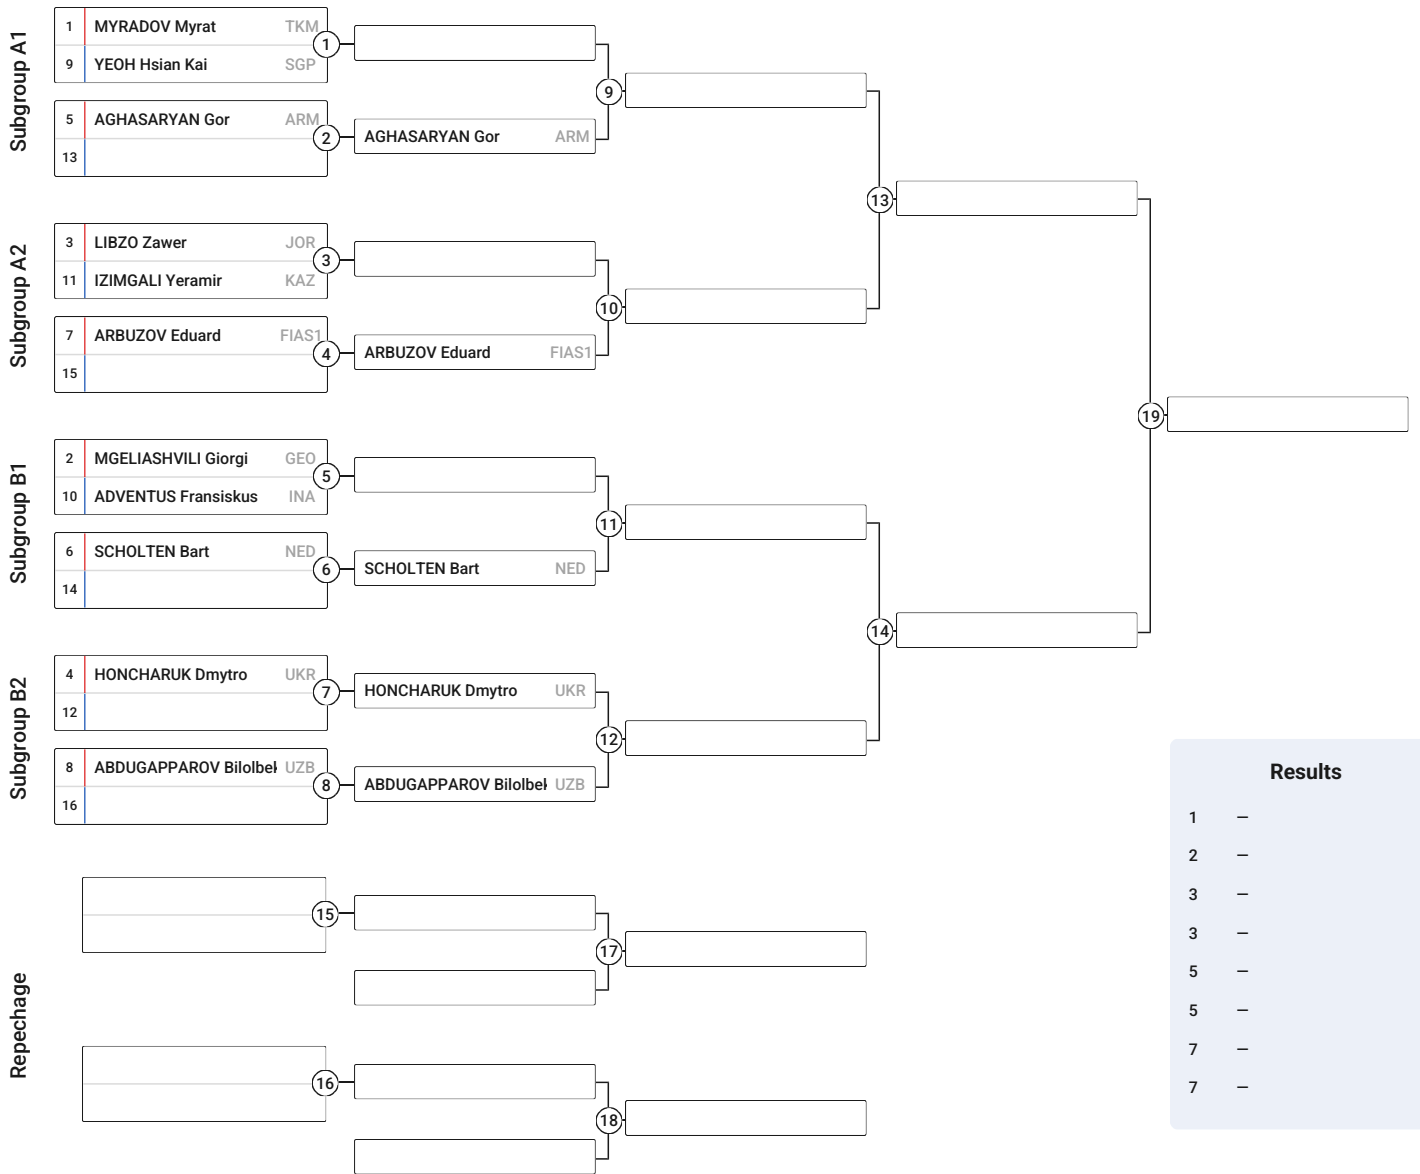 Subgroup A1
1 MYRADOV Myrat TKM
9 YEOH Hsian Kai SGP
1
5 AGHASARYAN Gor ARM
13
2
AGHASARYAN Gor ARM
9
Subgroup A2
3 LIBZO Zawer JOR
11 IZIMGALI Yeramir KAZ
3
7 ARBUZOV Eduard FIAS1
15
4
ARBUZOV Eduard FIAS1
10
13
Subgroup B1
2 MGELIASHVILI Giorgi GEO
10 ADVENTUS Fransiskus INA
5
6 SCHOLTEN Bart NED
14
6
SCHOLTEN Bart NED
11
Subgroup B2
4 HONCHARUK Dmytro UKR
12
7
HONCHARUK Dmytro UKR
8 ABDUGAPPAROV Bilolbek UZB
16
8
ABDUGAPPAROV Bilolbek UZB
12
14
19
Repechage
15
17
16
18
Results
1 –
2 –
3 –
3 –
5 –
5 –
7 –
7 –